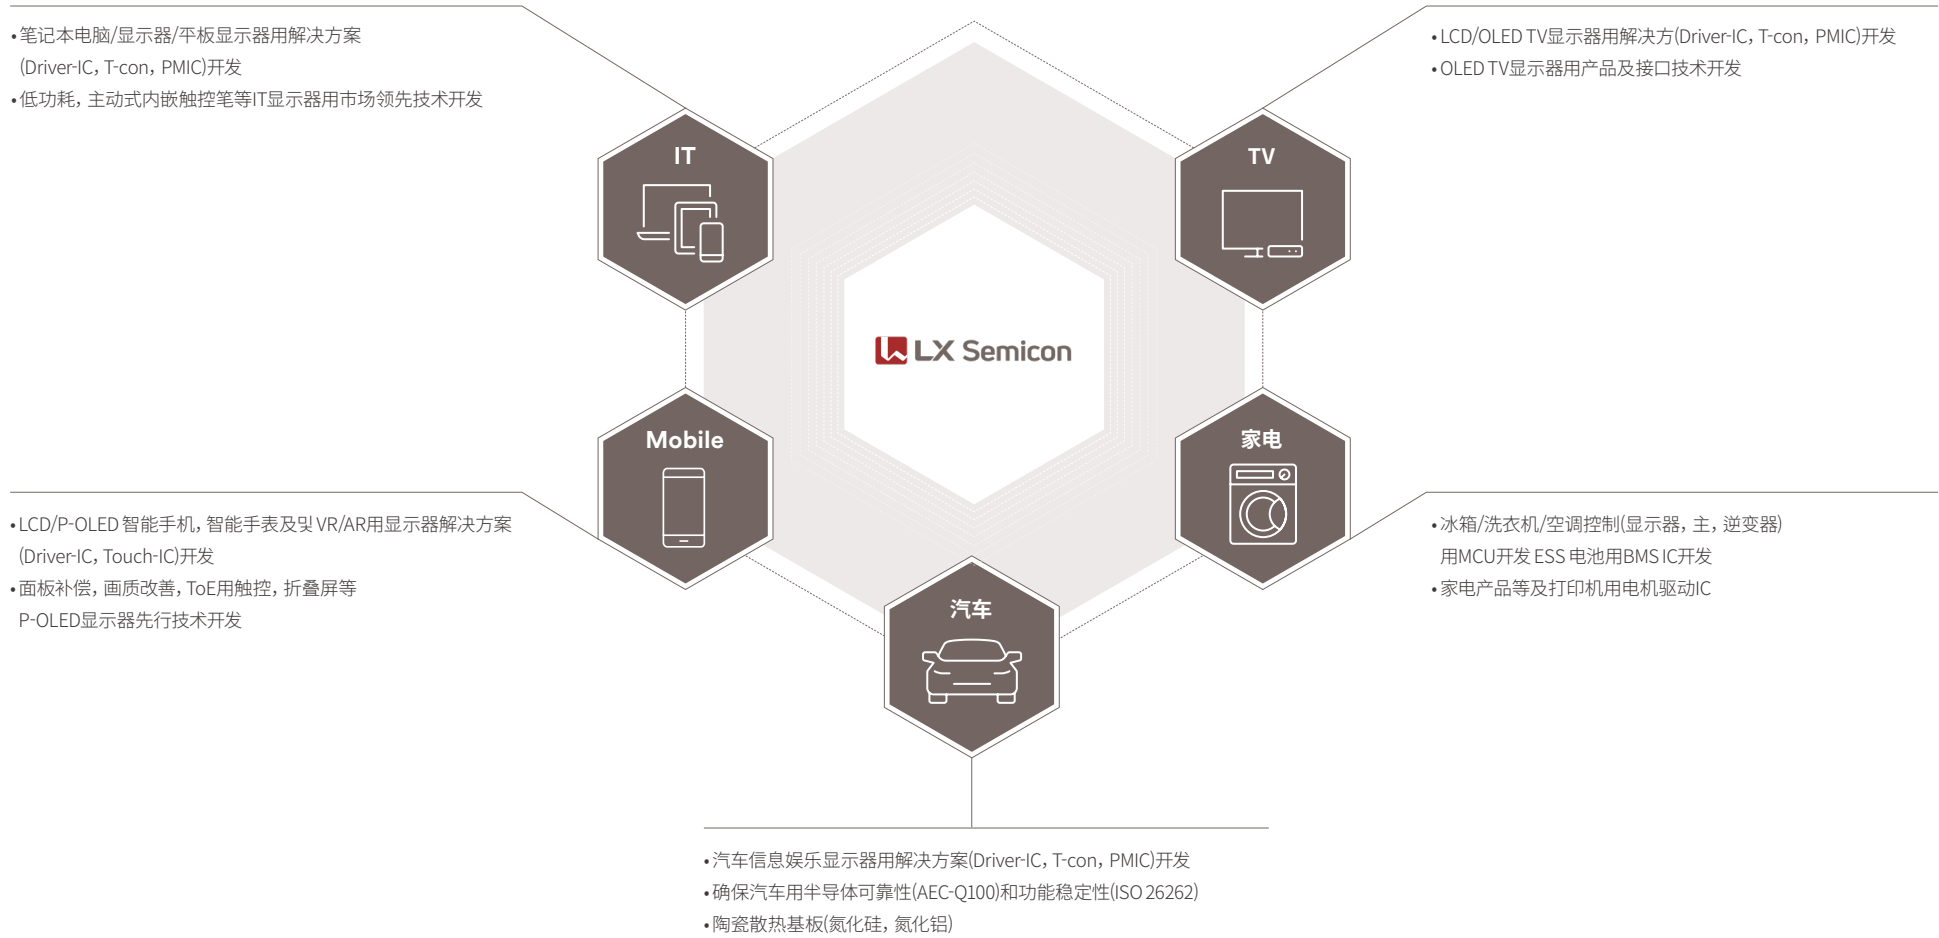 • 笔记本电脑/显示器/平板显示器用解决方案
(Driver-IC, T-con, PMIC)开发
• 低功耗, 主动式内嵌触控笔等IT显示器用市场领先技术开发
• LCD/OLED TV显示器用解决方(Driver-IC, T-con, PMIC)开发
• OLED TV显示器用产品及接口技术开发
IT
TV
LX Semicon
Mobile
家电
• LCD/P-OLED 智能手机, 智能手表及및 VR/AR用显示器解决方案
(Driver-IC, Touch-IC)开发
• 面板补偿, 画质改善, ToE用触控, 折叠屏等
P-OLED显示器先行技术开发
• 冰箱/洗衣机/空调控制(显示器, 主, 逆变器)
用MCU开发 ESS 电池用BMS IC开发
• 家电产品等及打印机用电机驱动IC
汽车
• 汽车信息娱乐显示器用解决方案(Driver-IC, T-con, PMIC)开发
• 确保汽车用半导体可靠性(AEC-Q100)和功能稳定性(ISO 26262)
• 陶瓷散热基板(氮化硅, 氮化铝)